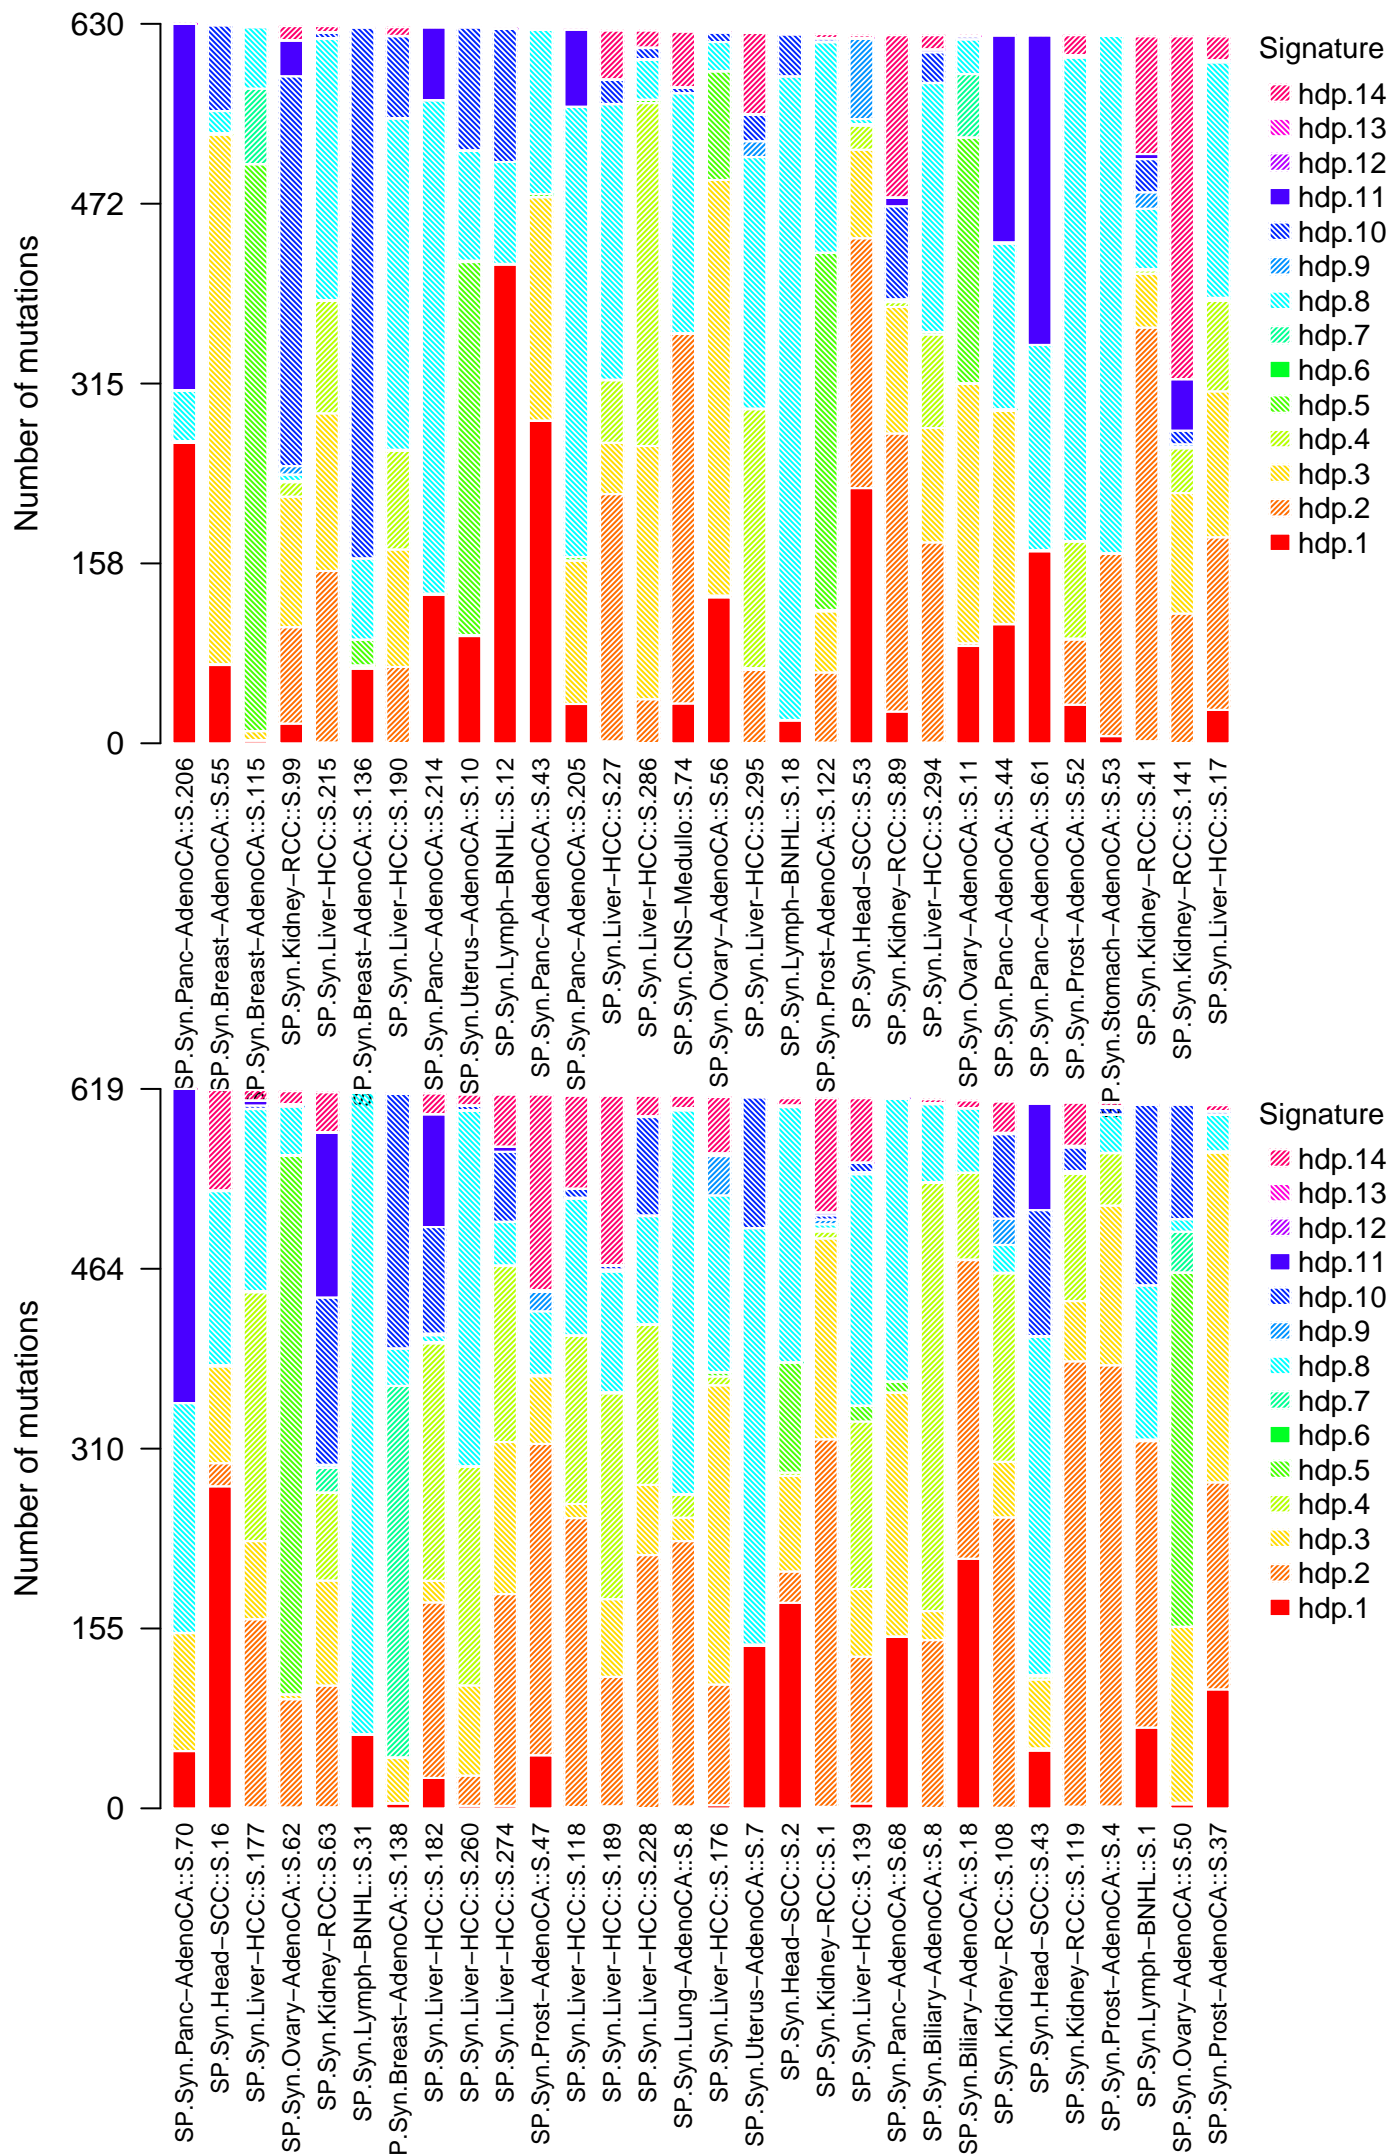 Number of mutations
630
472
315
158
0
SP.Syn.Panc−AdenoCA::S.206
SP.Syn.Breast−AdenoCA::S.55
SP.Syn.Breast−AdenoCA::S.115
SP.Syn.Kidney−RCC::S.99
SP.Syn.Liver−HCC::S.215
SP.Syn.Breast−AdenoCA::S.136
SP.Syn.Liver−HCC::S.190
SP.Syn.Panc−AdenoCA::S.214
SP.Syn.Uterus−AdenoCA::S.10
SP.Syn.Lymph−BNHL::S.12
SP.Syn.Panc−AdenoCA::S.43
SP.Syn.Panc−AdenoCA::S.205
SP.Syn.Liver−HCC::S.27
SP.Syn.Liver−HCC::S.286
SP.Syn.CNS−Medullo::S.74
SP.Syn.Ovary−AdenoCA::S.56
SP.Syn.Liver−HCC::S.295
SP.Syn.Lymph−BNHL::S.18
SP.Syn.Prost−AdenoCA::S.122
SP.Syn.Head−SCC::S.53
SP.Syn.Kidney−RCC::S.89
SP.Syn.Liver−HCC::S.294
SP.Syn.Ovary−AdenoCA::S.11
SP.Syn.Panc−AdenoCA::S.44
SP.Syn.Panc−AdenoCA::S.61
SP.Syn.Prost−AdenoCA::S.52
P.Syn.Stomach−AdenoCA::S.53
SP.Syn.Kidney−RCC::S.41
SP.Syn.Kidney−RCC::S.141
SP.Syn.Liver−HCC::S.17
Signature
hdp.14
hdp.13
hdp.12
hdp.11
hdp.10
hdp.9
hdp.8
hdp.7
hdp.6
hdp.5
hdp.4
hdp.3
hdp.2
hdp.1
Number of mutations
619
464
310
155
0
SP.Syn.Panc−AdenoCA::S.70
SP.Syn.Head−SCC::S.16
SP.Syn.Liver−HCC::S.177
SP.Syn.Ovary−AdenoCA::S.62
SP.Syn.Kidney−RCC::S.63
SP.Syn.Lymph−BNHL::S.31
P.Syn.Breast−AdenoCA::S.138
SP.Syn.Liver−HCC::S.182
SP.Syn.Liver−HCC::S.260
SP.Syn.Liver−HCC::S.274
SP.Syn.Prost−AdenoCA::S.47
SP.Syn.Liver−HCC::S.118
SP.Syn.Liver−HCC::S.189
SP.Syn.Liver−HCC::S.228
SP.Syn.Lung−AdenoCA::S.8
SP.Syn.Liver−HCC::S.176
SP.Syn.Uterus−AdenoCA::S.7
SP.Syn.Head−SCC::S.2
SP.Syn.Kidney−RCC::S.1
SP.Syn.Liver−HCC::S.139
SP.Syn.Panc−AdenoCA::S.68
SP.Syn.Biliary−AdenoCA::S.8
SP.Syn.Biliary−AdenoCA::S.18
SP.Syn.Kidney−RCC::S.108
SP.Syn.Head−SCC::S.43
SP.Syn.Kidney−RCC::S.119
SP.Syn.Prost−AdenoCA::S.4
SP.Syn.Lymph−BNHL::S.1
SP.Syn.Ovary−AdenoCA::S.50
SP.Syn.Prost−AdenoCA::S.37
Signature
hdp.14
hdp.13
hdp.12
hdp.11
hdp.10
hdp.9
hdp.8
hdp.7
hdp.6
hdp.5
hdp.4
hdp.3
hdp.2
hdp.1